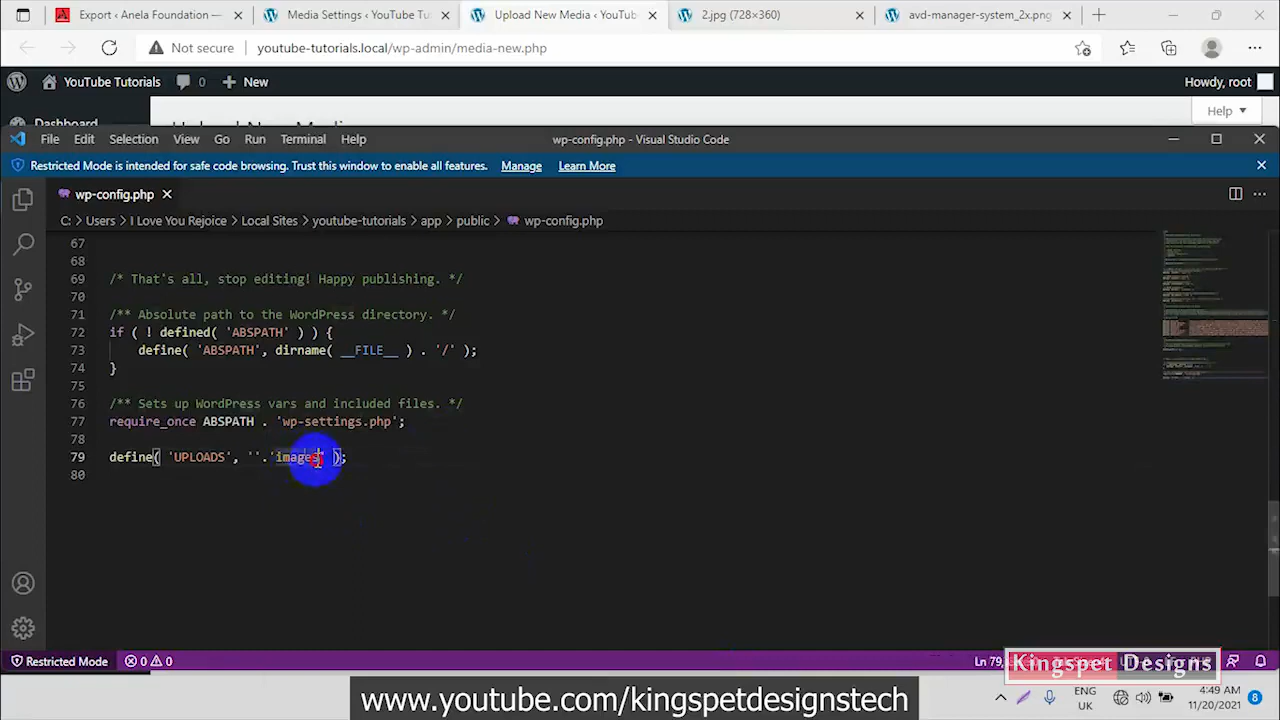 Export ‹ Anela Foundation —
Media Settings ‹ YouTube Tu
Upload New Media ‹ YouTube
2.jpg (728×360)
avd-manager-system_2x.png
Not secure
youtube-tutorials.local/wp-admin/media-new.php
YouTube Tutorials
0
New
Howdy, root
Dashboard
Upload New Media
Help
File Edit Selection View Go Run Terminal Help
wp-config.php - Visual Studio Code
Restricted Mode is intended for safe code browsing. Trust this window to enable all features. Manage Learn More
wp-config.php
C: > Users > I Love You Rejoice > Local Sites > youtube-tutorials > app > public > wp-config.php
67
68
69 /* That's all, stop editing! Happy publishing. */
70
71 /** Absolute path to the WordPress directory. */
72 if ( ! defined( 'ABSPATH' ) ) {
73 define( 'ABSPATH', dirname( __FILE__ ) . '/' );
74 }
75
76 /** Sets up WordPress vars and included files. */
77 require_once ABSPATH . 'wp-settings.php';
78
79 define( 'UPLOADS', ''.'images' );
80
Restricted Mode
0
0
Ln 79,
Kingspet Designs
www.youtube.com/kingspetdesignstech
ENG
UK
4:49 AM
11/20/2021
8